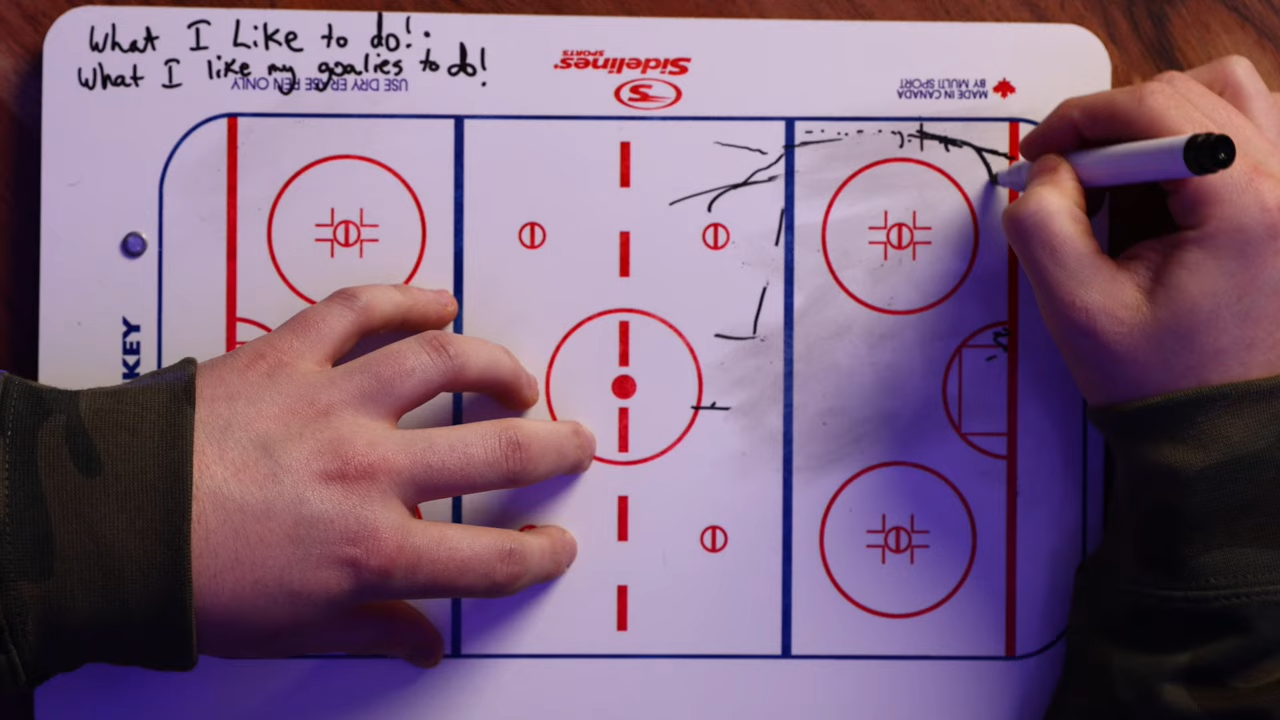 What I Like to do!.
What I like my goalies to do!
USE DRY ERASE PEN ONLY
Sidelines
SPORTS
MADE IN CANADA
BY MULTI SPORT
KEY